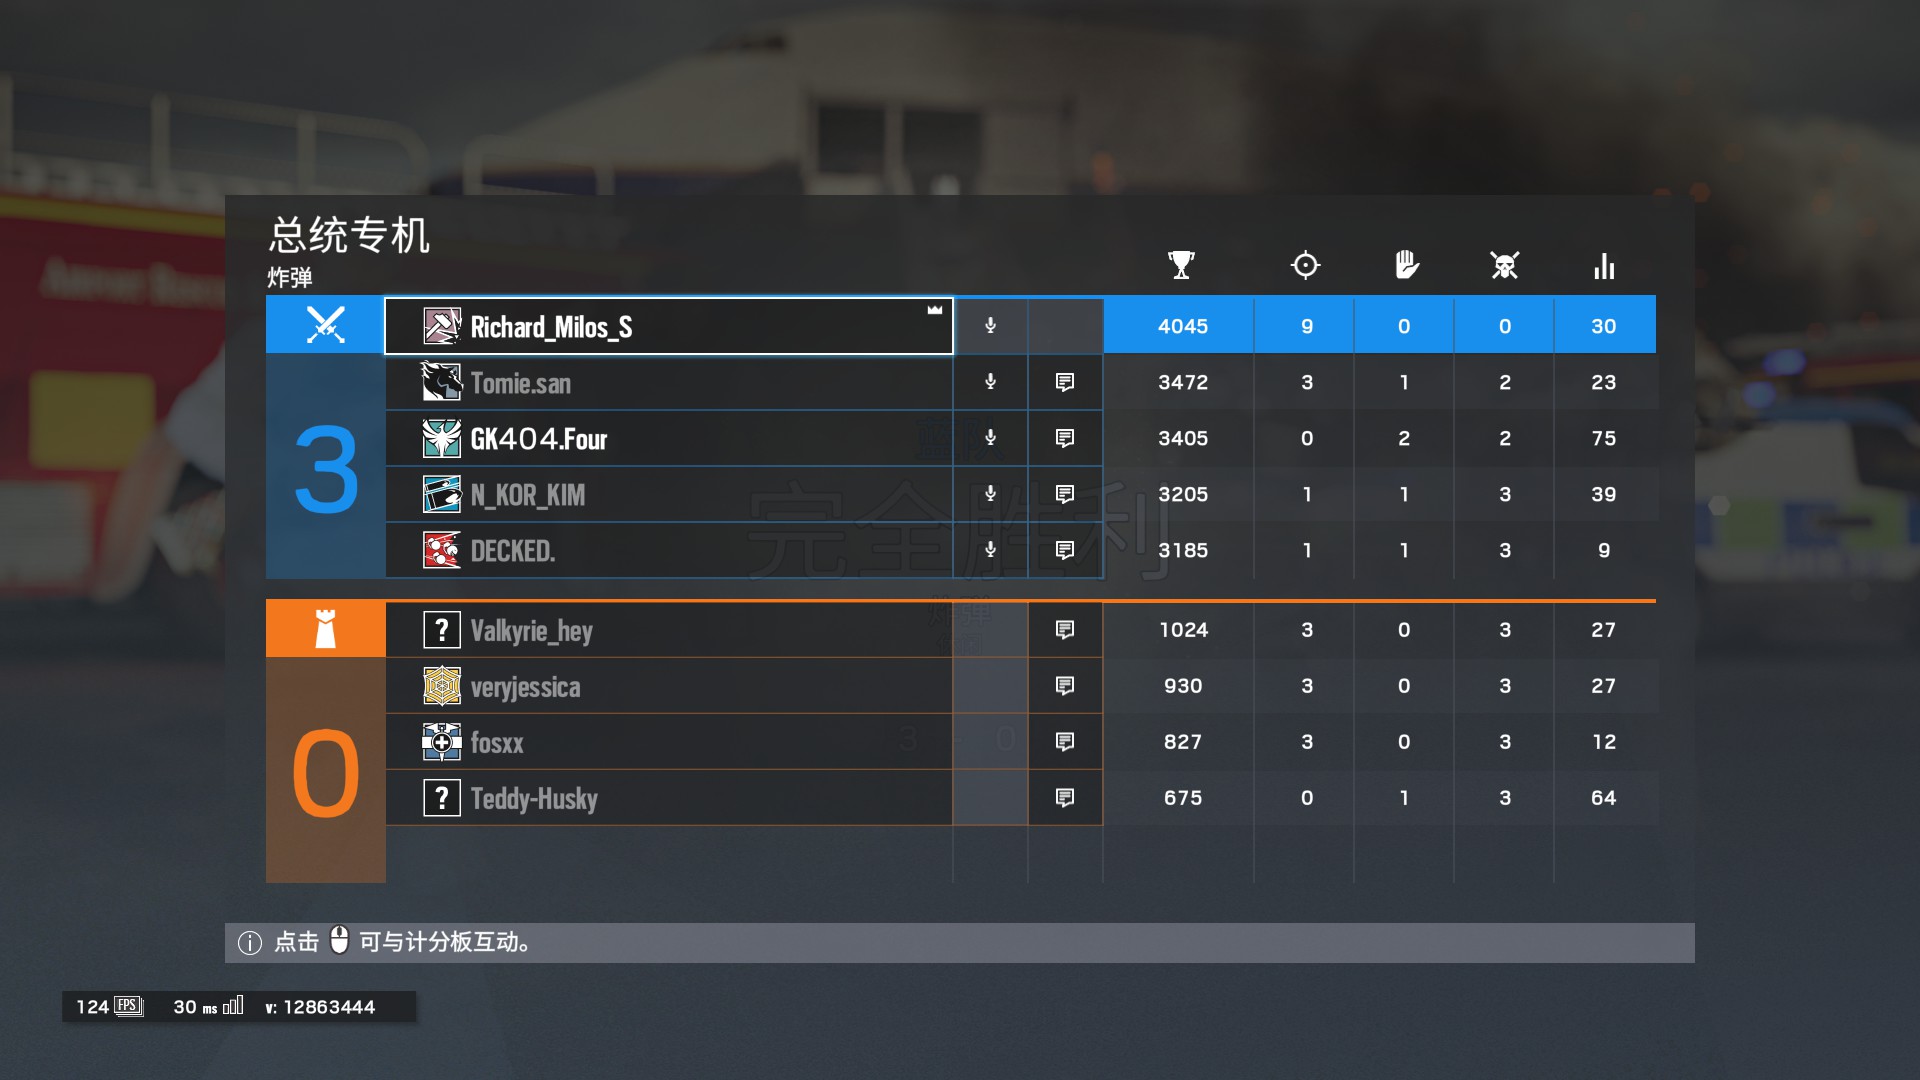 总统专机
炸弹
Richard_Milos_S 4045 9 0 0 30
Tomie.san 3472 3 1 2 23
3
GK404.Four 3405 0 2 2 75
N_KOR_KIM 3205 1 1 3 39
DECKED. 3185 1 1 3 9
完全胜利
炸弹
? Valkyrie_hey 1024 3 0 3 27
veryjessica 930 3 0 3 27
0
fosxx 827 3 0 3 12
3 - 0
? Teddy-Husky 675 0 1 3 64
点击 可与计分板互动。
124 FPS 30 ms v: 12863444